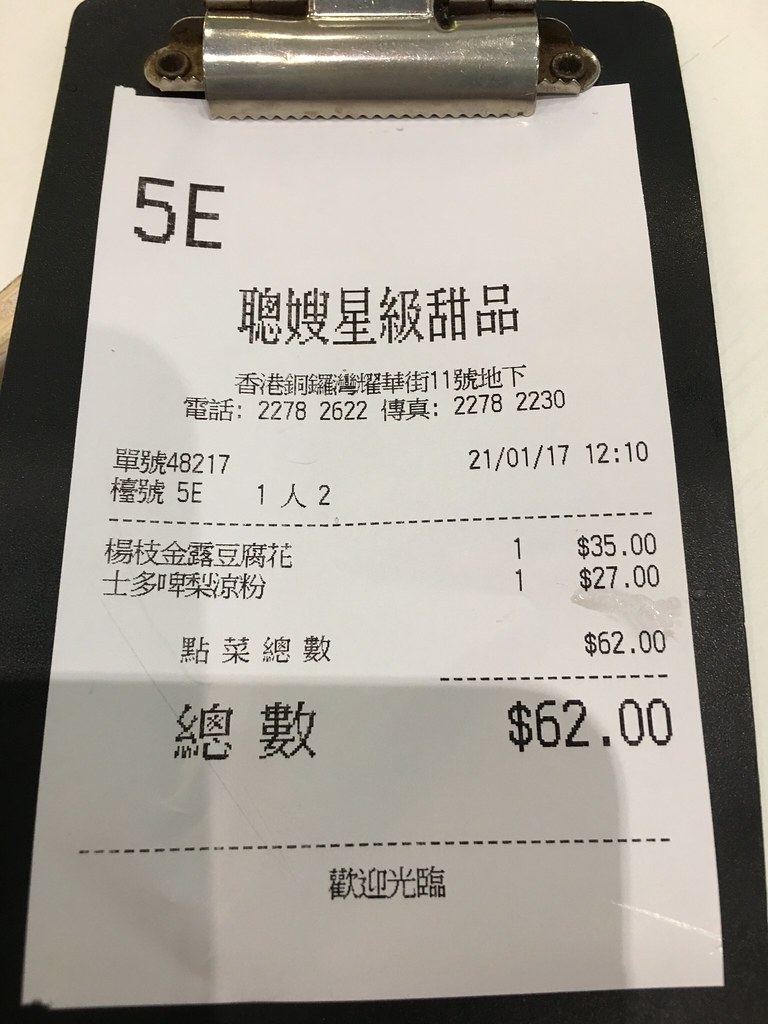 5E
聰嫂星級甜品
香港銅鑼灣耀華街11號地下
電話: 2278 2622 傳真: 2278 2230
單號48217 21/01/17 12:10
檯號 5E 1 人 2
楊枝金露豆腐花 1 $35.00
士多啤梨涼粉 1 $27.00
點菜總數 $62.00
總數 $62.00
歡迎光臨